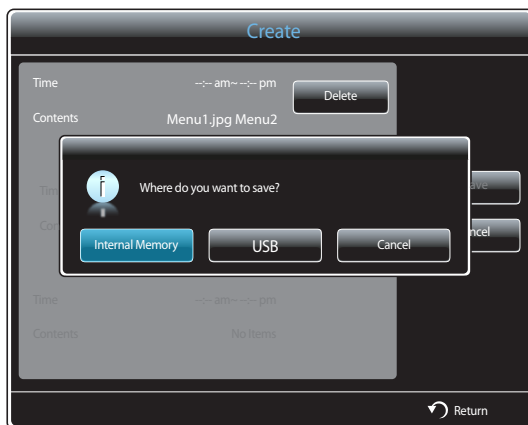 Create
Time --:-- am~ --:-- pm
Delete
Contents Menu1.jpg Menu2
Where do you want to save?
Internal Memory USB Cancel
Time --:-- am~ --:-- pm
Contents No Items
Return